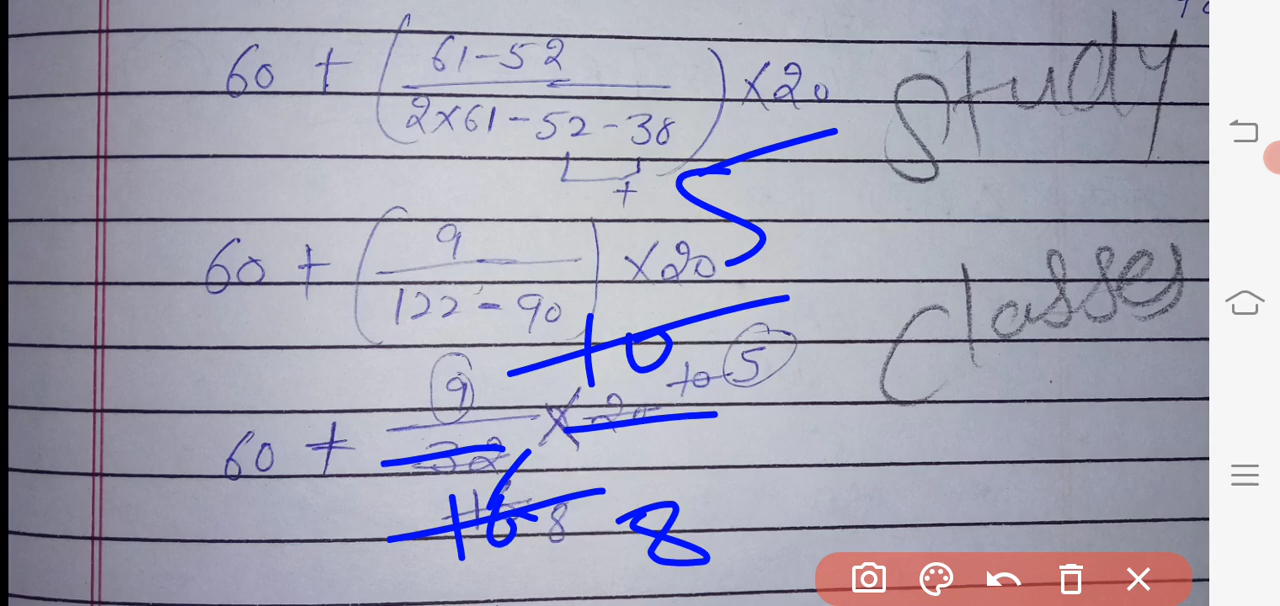 60 + (61-52 / 2×61-52-38) ×20
+
Study
5
60 + (9 / 122-90) ×20
Classes
10
10 5
60 + 9 / 32 × 20
16 8
16 8